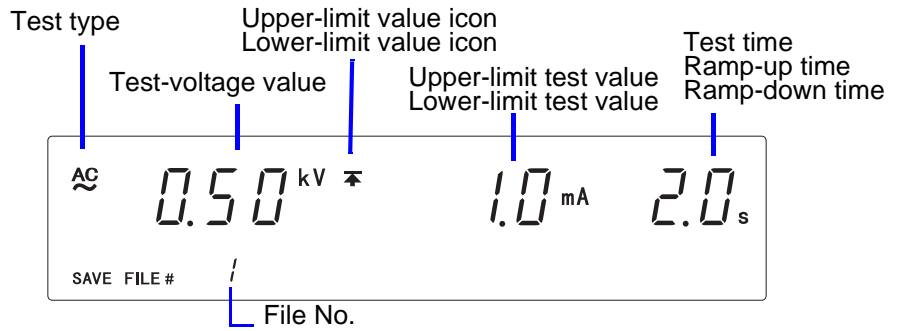 Test type
Upper-limit value icon
Lower-limit value icon
Test-voltage value
Upper-limit test value
Lower-limit test value
Test time
Ramp-up time
Ramp-down time
AC 0.50 kV 1.0 mA 2.0 s
SAVE FILE # 1
File No.